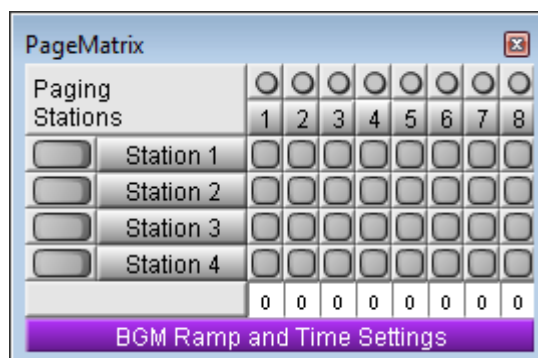 PageMatrix
Paging
Stations
1 2 3 4 5 6 7 8
Station 1
Station 2
Station 3
Station 4
0 0 0 0 0 0 0 0
BGM Ramp and Time Settings